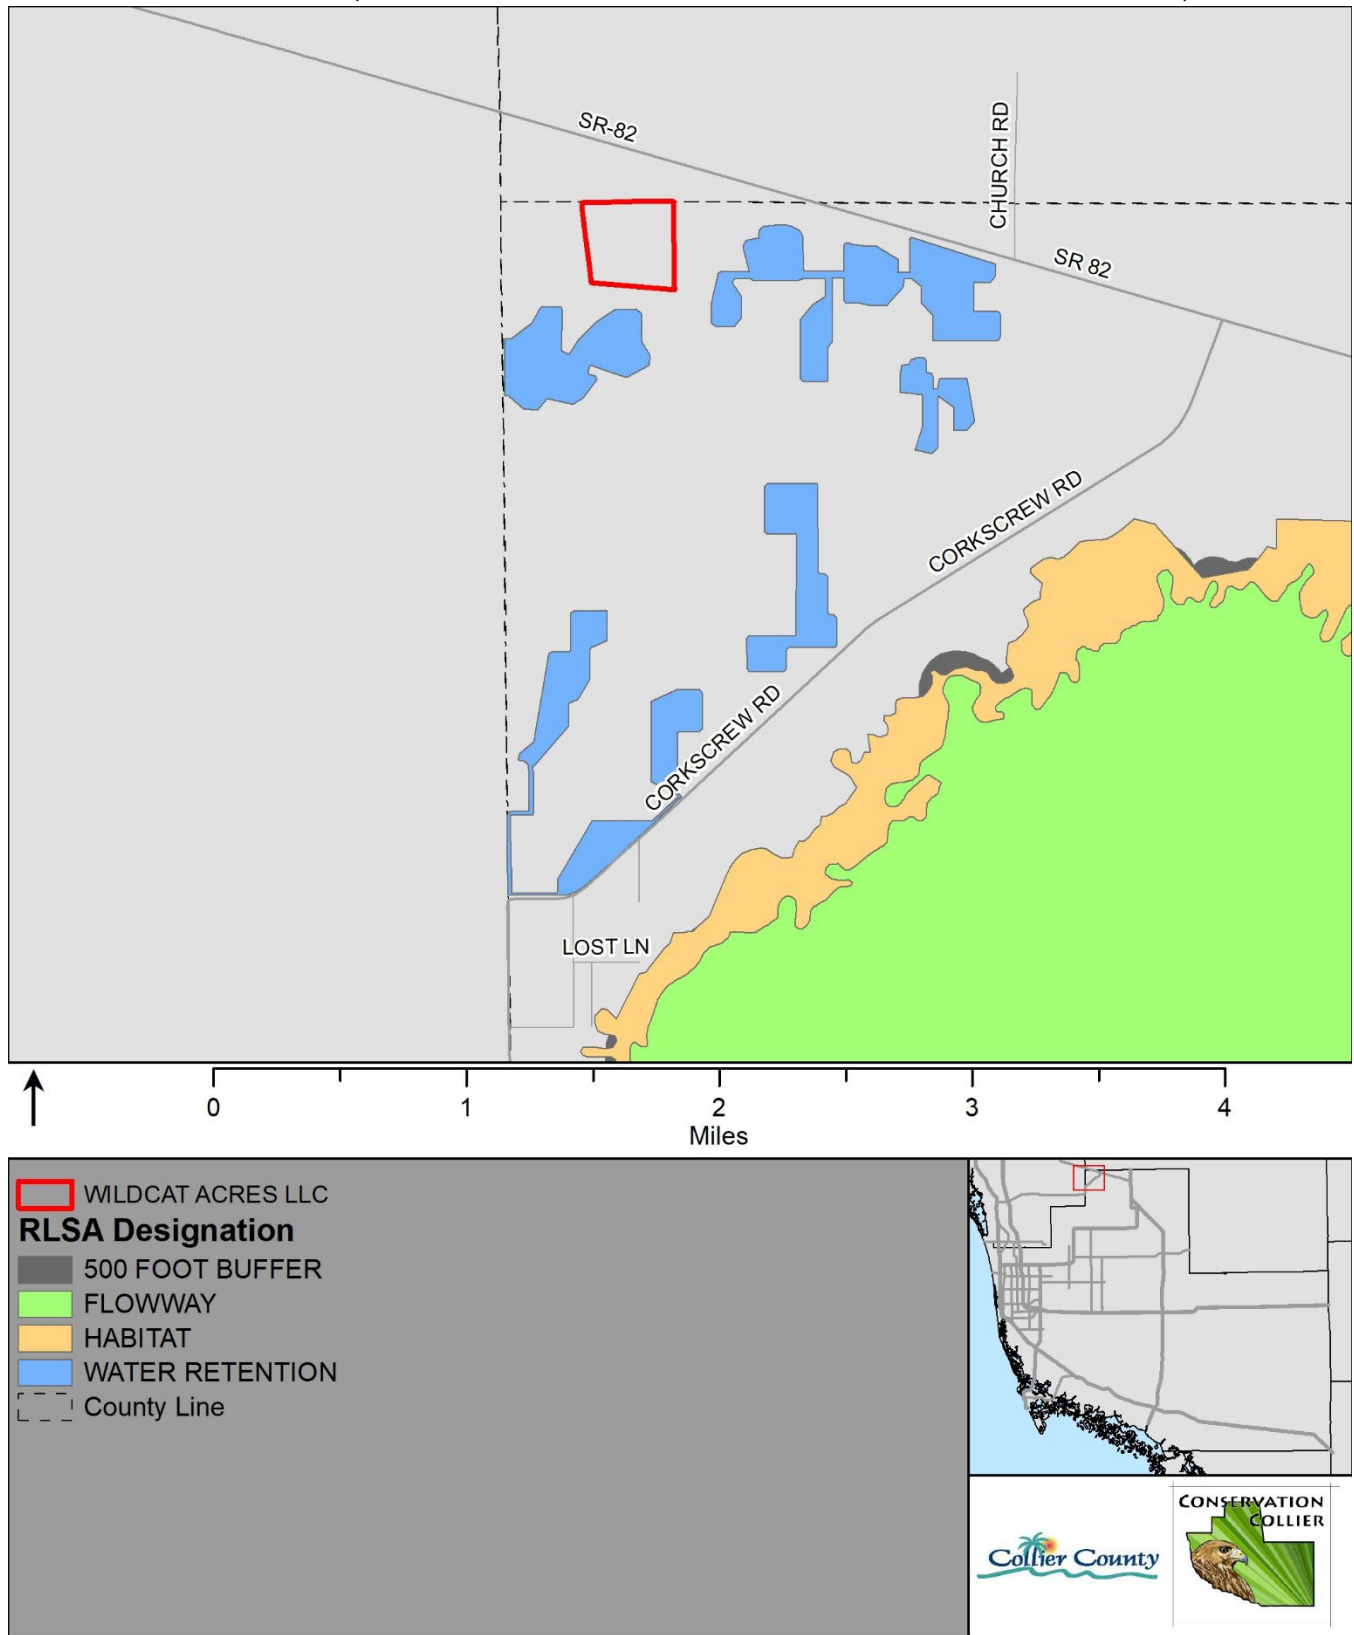 SR-82
CHURCH RD
SR 82
CORKSCREW RD
CORKSCREW RD
LOST LN
0 1 2 3 4
Miles
WILDCAT ACRES LLC
RLSA Designation
500 FOOT BUFFER
FLOWWAY
HABITAT
WATER RETENTION
County Line
CONSERVATION
COLLIER
Collier County